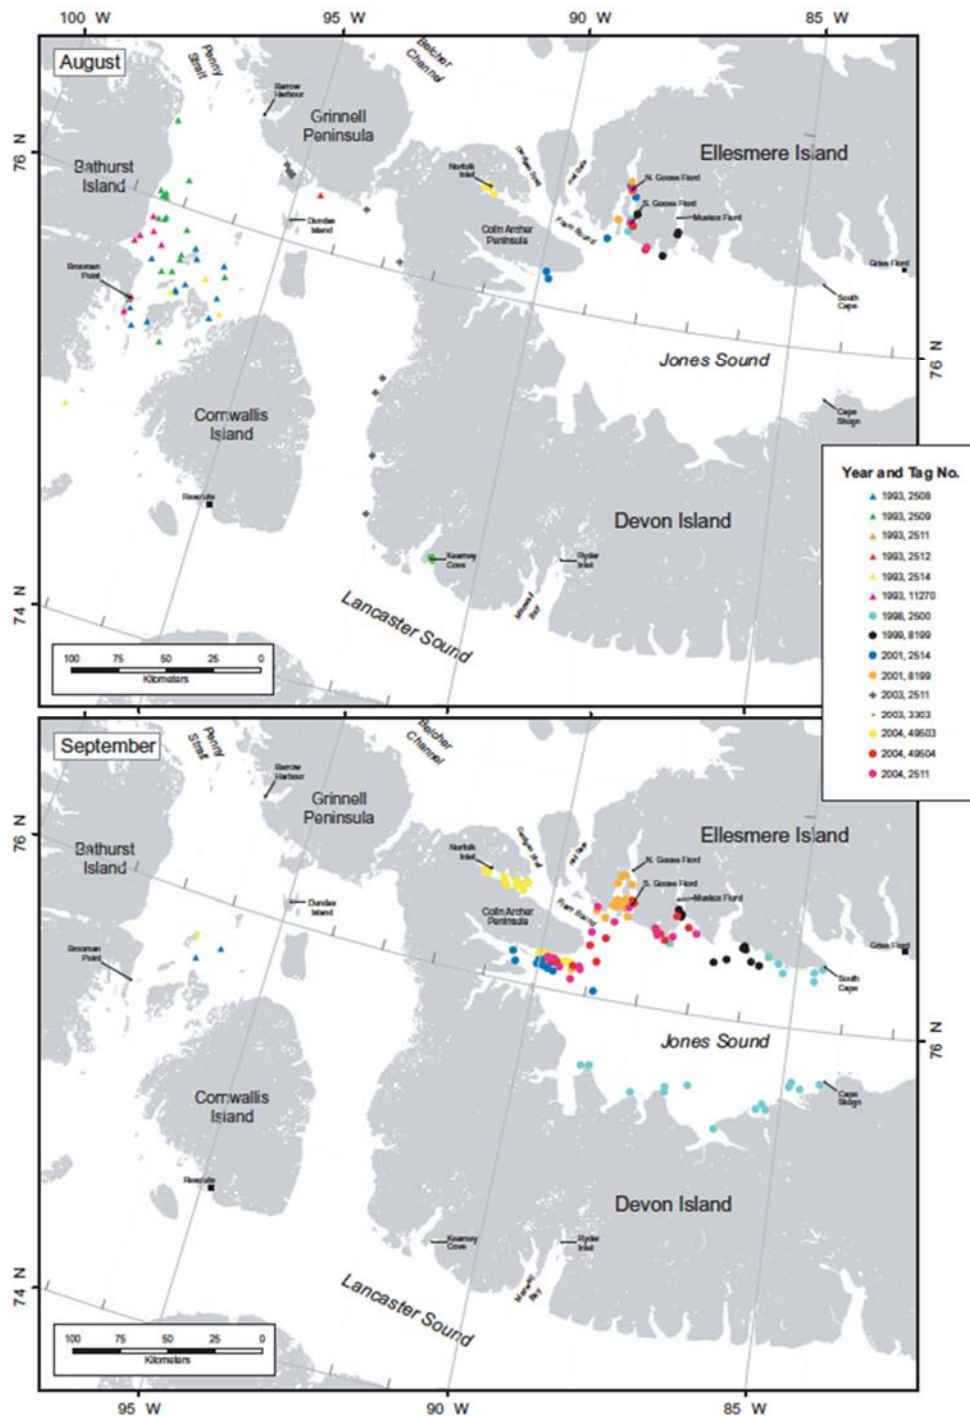 100 W
95 W
90 W
85 W
August
Penny
Strait
Belcher
Channel
Barrow
Harbour
Grinnell
Peninsula
76 N
Bathurst
Island
Norfolk
Inlet
Ellesmere Island
N. Goose Fiord
S. Goose Fiord
Muskox Fiord
Dundas
Island
Colin Archer
Peninsula
Fram Sound
Brooman
Point
Grise Fiord
South
Cape
Jones Sound
76 N
Cornwallis
Island
Cape
Skogn
Resolute
Devon Island
Kearney
Cove
Ryder
Inlet
Maxwell
Bay
74 N
Lancaster Sound
100 75 50 25 0
Kilometers
Year and Tag No.
1993, 2508
1993, 2509
1993, 2511
1993, 2512
1993, 2514
1993, 11270
1998, 2500
1999, 8199
2001, 2514
2001, 8199
2003, 2511
2003, 3303
2004, 49503
2004, 49504
2004, 2511
September
Penny
Strait
Belcher
Channel
Barrow
Harbour
Grinnell
Peninsula
76 N
Bathurst
Island
Norfolk
Inlet
Cardigan Strait
Ellesmere Island
N. Goose Fiord
S. Goose Fiord
Muskox Fiord
Dundas
Island
Colin Archer
Peninsula
Fram Sound
Brooman
Point
Grise Fiord
South
Cape
Jones Sound
76 N
Cornwallis
Island
Cape
Skogn
Resolute
Devon Island
Kearney
Cove
Ryder
Inlet
Maxwell
Bay
74 N
Lancaster Sound
100 75 50 25 0
Kilometers
95 W
90 W
85 W